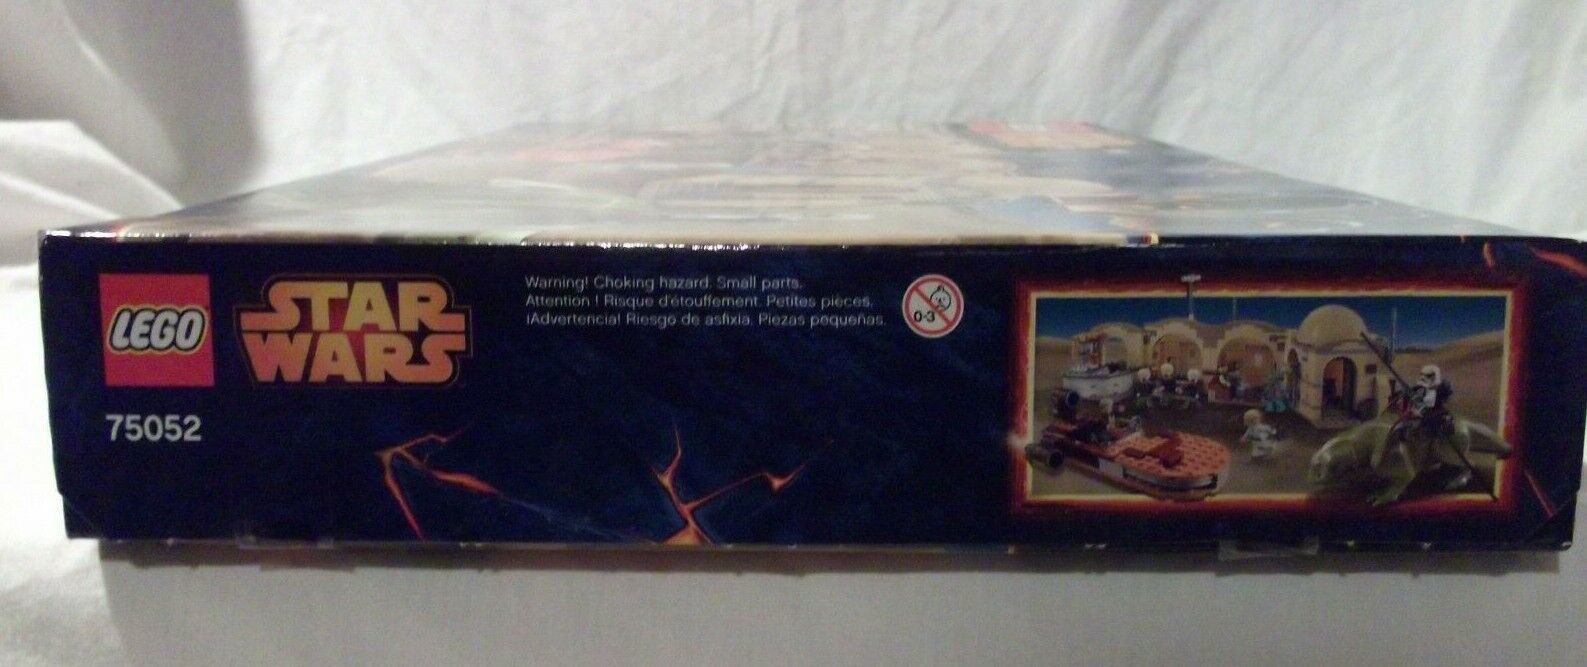 LEGO
STAR
WARS
75052
Warning! Choking hazard. Small parts.
Attention ! Risque d'étouffement. Petites pièces.
¡Advertencia! Riesgo de asfixia. Piezas pequeñas.
0-3